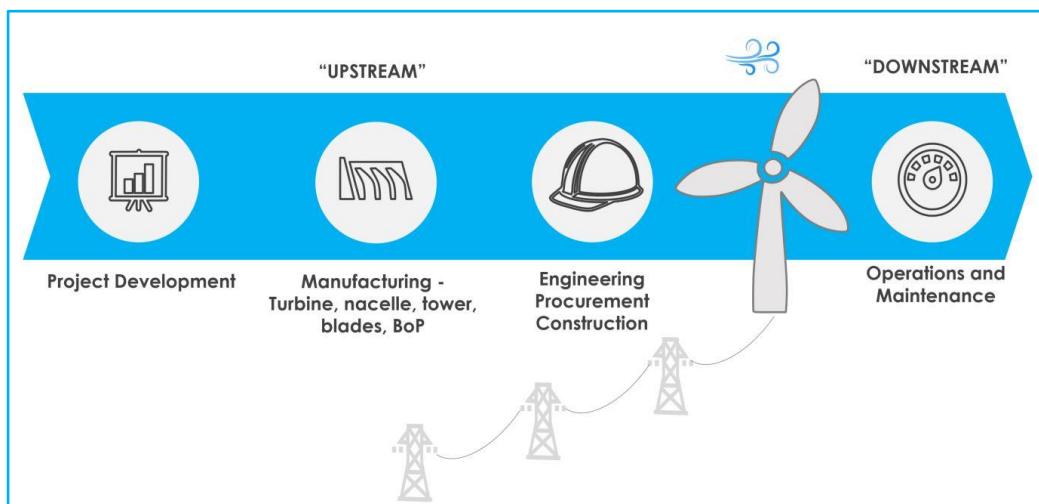 “UPSTREAM”
“DOWNSTREAM”
Project Development
Manufacturing -
Turbine, nacelle, tower,
blades, BoP
Engineering
Procurement
Construction
Operations and
Maintenance